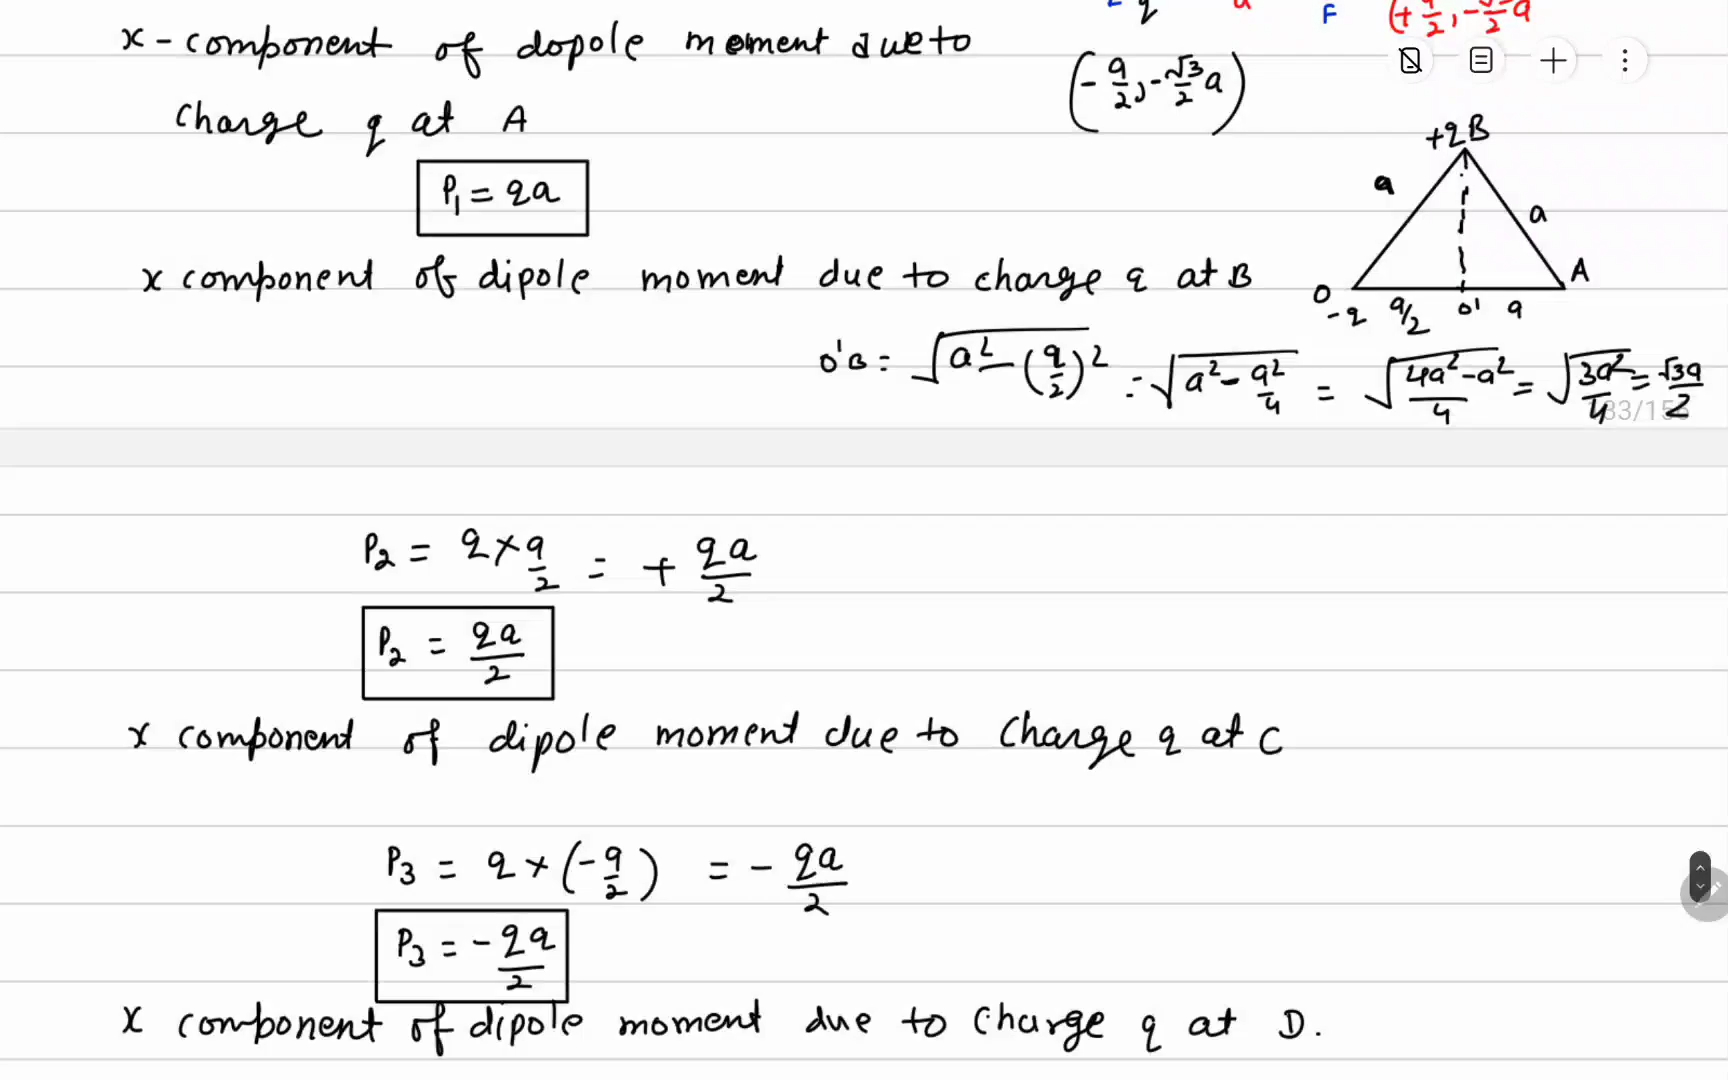 x-component of dopole moment due to
F
(+a/2, -√3/2 a
(-a/2, -√3/2 a)
charge q at A
+q B
P₁ = qa
a
a
x component of dipole moment due to charge q at B
O
A
-q a/2 O' a
O'B = √(a² - (a/2)²) = √(a² - a²/4) = √((4a² - a²)/4) = √(3a²/4) = √3a/2
P₂ = q × a/2 = + qa/2
P₂ = qa/2
x component of dipole moment due to charge q at C
P₃ = q × (-a/2) = - qa/2
P₃ = - qa/2
x component of dipole moment due to charge q at D.